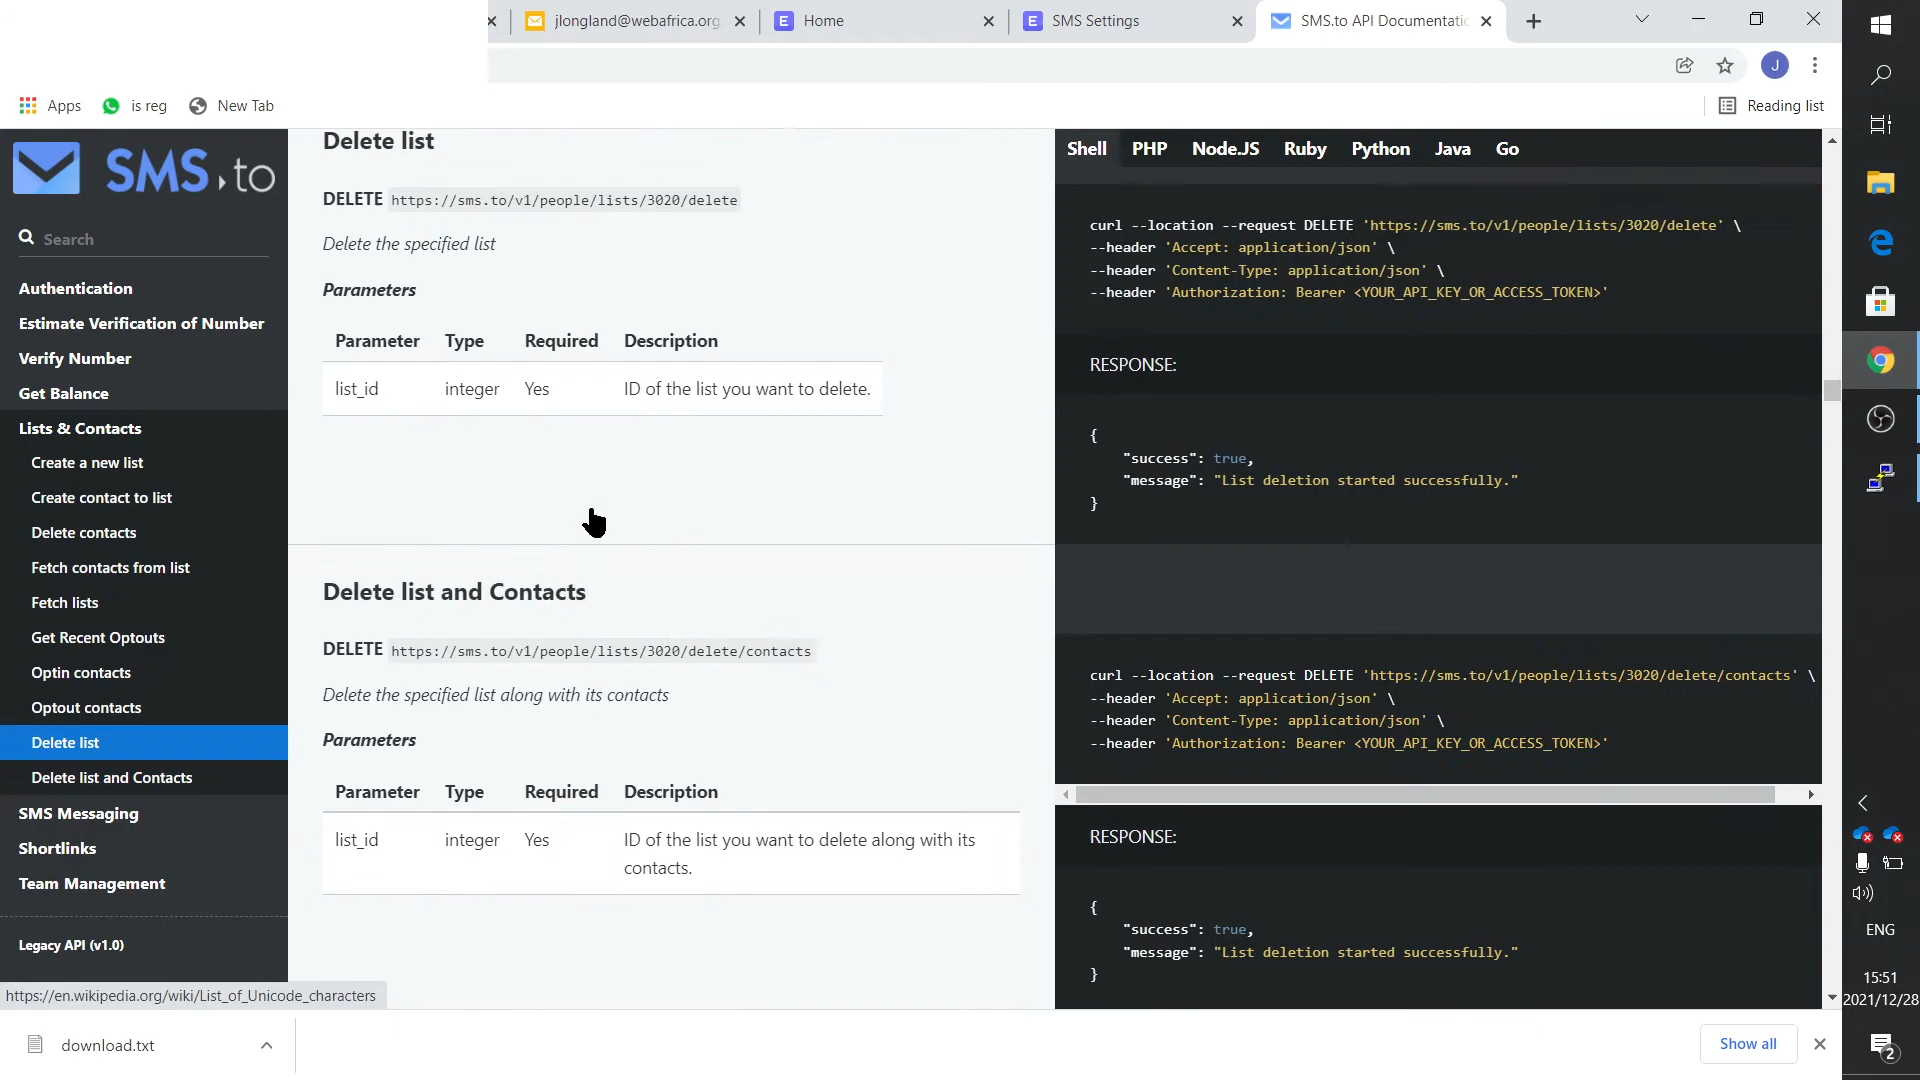 jlongland@webafrica.org.
Home
SMS Settings
SMS.to API Documentatic
J
Apps
is reg
New Tab
Reading list
SMS.to
Search
Authentication
Estimate Verification of Number
Verify Number
Get Balance
Lists & Contacts
Create a new list
Create contact to list
Delete contacts
Fetch contacts from list
Fetch lists
Get Recent Optouts
Optin contacts
Optout contacts
Delete list
Delete list and Contacts
SMS Messaging
Shortlinks
Team Management
Legacy API (v1.0)
https://en.wikipedia.org/wiki/List_of_Unicode_characters
Delete list
DELETE https://sms.to/v1/people/lists/3020/delete
Delete the specified list
Parameters
Parameter Type Required Description
list_id integer Yes ID of the list you want to delete.
Delete list and Contacts
DELETE https://sms.to/v1/people/lists/3020/delete/contacts
Delete the specified list along with its contacts
Parameters
Parameter Type Required Description
list_id integer Yes ID of the list you want to delete along with its
contacts.
Shell PHP Node.JS Ruby Python Java Go
curl --location --request DELETE 'https://sms.to/v1/people/lists/3020/delete' \
--header 'Accept: application/json' \
--header 'Content-Type: application/json' \
--header 'Authorization: Bearer <YOUR_API_KEY_OR_ACCESS_TOKEN>'
RESPONSE:
{
"success": true,
"message": "List deletion started successfully."
}
curl --location --request DELETE 'https://sms.to/v1/people/lists/3020/delete/contacts' \
--header 'Accept: application/json' \
--header 'Content-Type: application/json' \
--header 'Authorization: Bearer <YOUR_API_KEY_OR_ACCESS_TOKEN>'
RESPONSE:
{
"success": true,
"message": "List deletion started successfully."
}
download.txt
Show all
ENG
15:51
2021/12/28
2